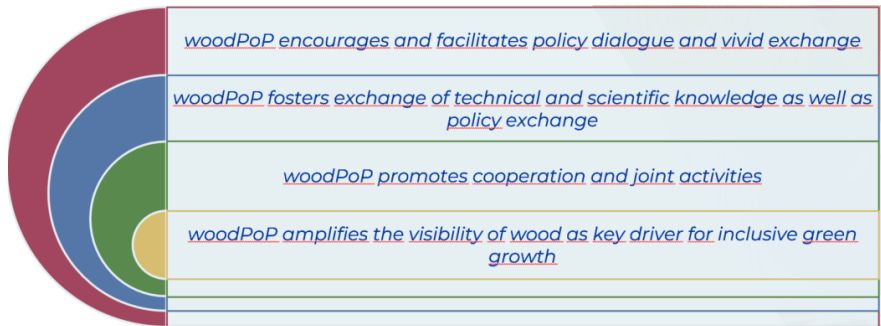 woodPoP encourages and facilitates policy dialogue and vivid exchange
woodPoP fosters exchange of technical and scientific knowledge as well as
policy exchange
woodPoP promotes cooperation and joint activities
woodPoP amplifies the visibility of wood as key driver for inclusive green
growth